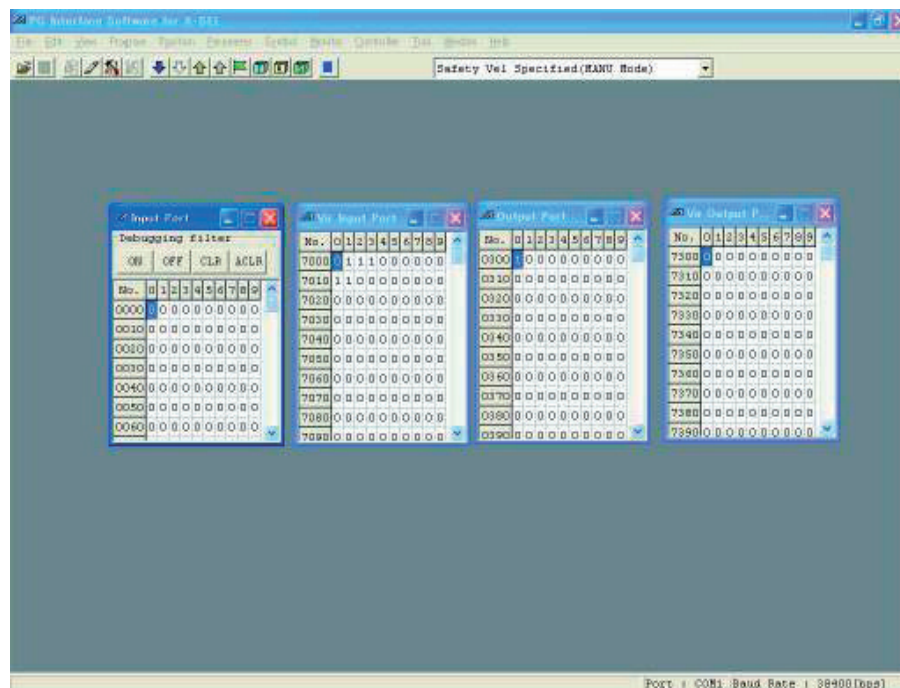 PC Interface Software for X-SEL
File Edit View Program Position Parameter Symbol Monitor Controller Tool Window Help
Safety Vel Specified(MANU Mode)
Input Port
Debugging filter
ON OFF CLR ACLR
No. 0 1 2 3 4 5 6 7 8 9
0000 0 0 0 0 0 0 0 0 0 0
0010 0 0 0 0 0 0 0 0 0 0
0020 0 0 0 0 0 0 0 0 0 0
0030 0 0 0 0 0 0 0 0 0 0
0040 0 0 0 0 0 0 0 0 0 0
0050 0 0 0 0 0 0 0 0 0 0
0060 0 0 0 0 0 0 0 0 0 0
Vir Input Port
No. 0 1 2 3 4 5 6 7 8 9
7000 0 1 1 1 0 0 0 0 0 0
7010 1 1 0 0 0 0 0 0 0 0
7020 0 0 0 0 0 0 0 0 0 0
7030 0 0 0 0 0 0 0 0 0 0
7040 0 0 0 0 0 0 0 0 0 0
7050 0 0 0 0 0 0 0 0 0 0
7060 0 0 0 0 0 0 0 0 0 0
7070 0 0 0 0 0 0 0 0 0 0
7080 0 0 0 0 0 0 0 0 0 0
7090 0 0 0 0 0 0 0 0 0 0
Output Port
No. 0 1 2 3 4 5 6 7 8 9
0300 1 0 0 0 0 0 0 0 0 0
0310 0 0 0 0 0 0 0 0 0 0
0320 0 0 0 0 0 0 0 0 0 0
0330 0 0 0 0 0 0 0 0 0 0
0340 0 0 0 0 0 0 0 0 0 0
0350 0 0 0 0 0 0 0 0 0 0
0360 0 0 0 0 0 0 0 0 0 0
0370 0 0 0 0 0 0 0 0 0 0
0380 0 0 0 0 0 0 0 0 0 0
0390 0 0 0 0 0 0 0 0 0 0
Vir Output P...
No. 0 1 2 3 4 5 6 7 8 9
7300 0 0 0 0 0 0 0 0 0 0
7310 0 0 0 0 0 0 0 0 0 0
7320 0 0 0 0 0 0 0 0 0 0
7330 0 0 0 0 0 0 0 0 0 0
7340 0 0 0 0 0 0 0 0 0 0
7350 0 0 0 0 0 0 0 0 0 0
7360 0 0 0 0 0 0 0 0 0 0
7370 0 0 0 0 0 0 0 0 0 0
7380 0 0 0 0 0 0 0 0 0 0
7390 0 0 0 0 0 0 0 0 0 0
Port : COM1 Baud Rate : 38400[bps]